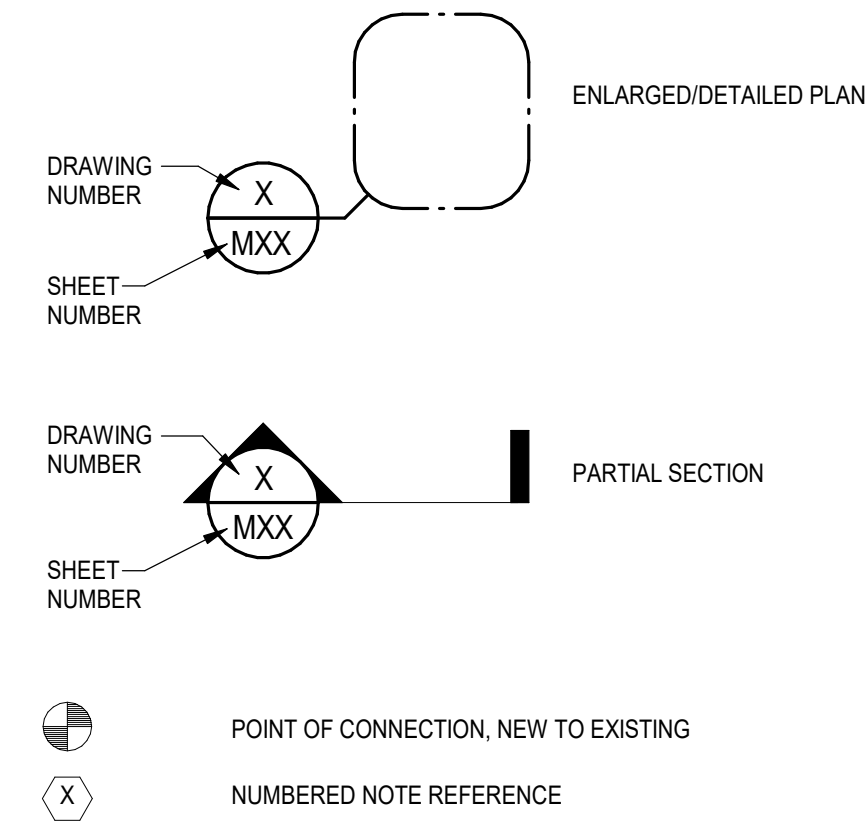 ENLARGED/DETAILED PLAN
DRAWING
NUMBER
X
MXX
SHEET
NUMBER
DRAWING
NUMBER
X
PARTIAL SECTION
MXX
SHEET
NUMBER
POINT OF CONNECTION, NEW TO EXISTING
X NUMBERED NOTE REFERENCE